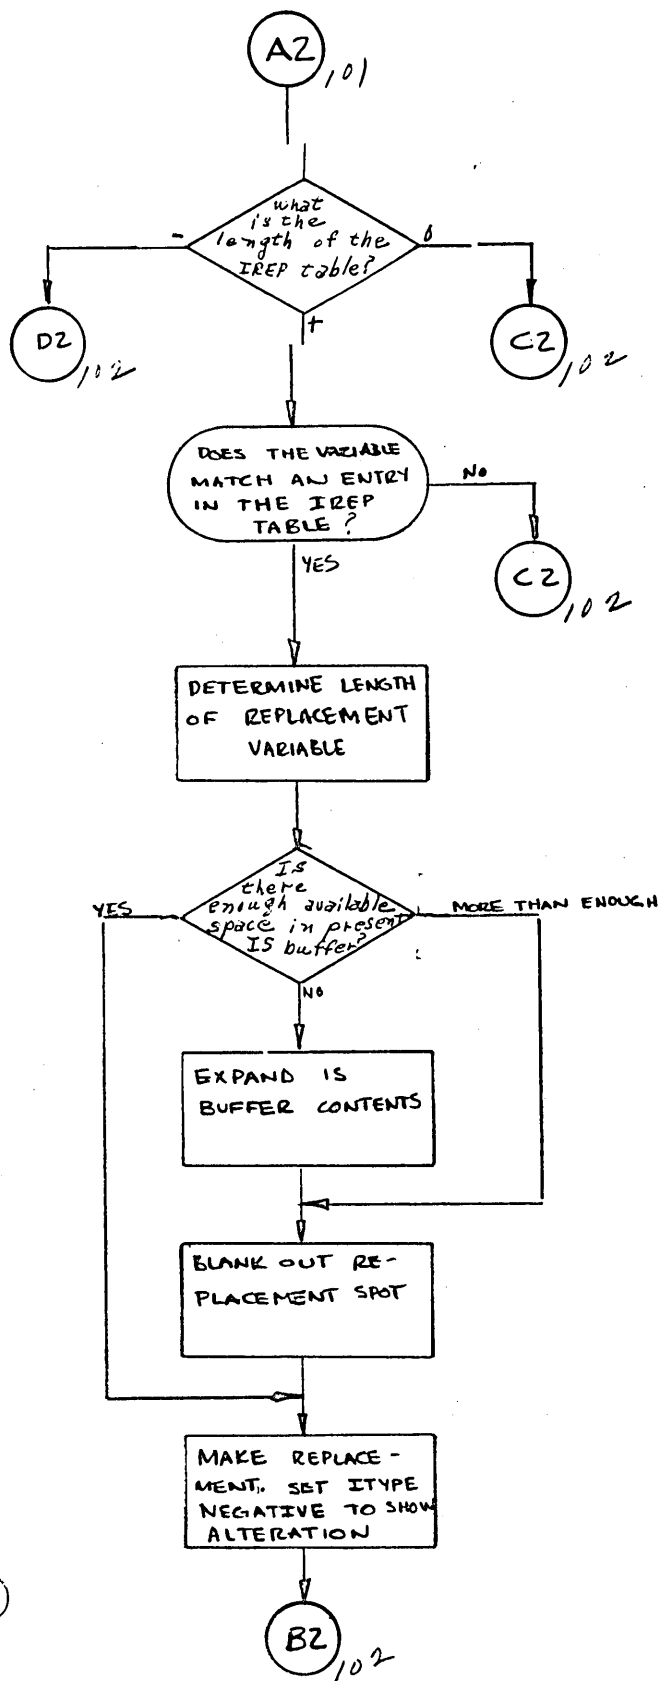 A2
101
what
is the
length of the
IREP table?
-
0
+
D2
102
C2
102
DOES THE VARIABLE
MATCH AN ENTRY
IN THE IREP
TABLE?
NO
C2
102
YES
DETERMINE LENGTH
OF REPLACEMENT
VARIABLE
Is
there
enough available
space in present
IS buffer?
YES
MORE THAN ENOUGH
NO
EXPAND IS
BUFFER CONTENTS
BLANK OUT RE-
PLACEMENT SPOT
MAKE REPLACE-
MENT. SET ITYPE
NEGATIVE TO SHOW
ALTERATION
B2
102